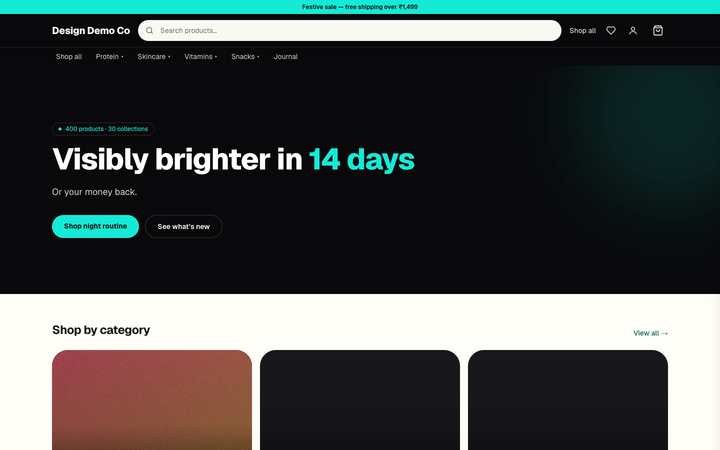 Festive sale — free shipping over ₹1,499
Design Demo Co
Search products…
Shop all
Shop all
Protein
Skincare
Vitamins
Snacks
Journal
400 products · 30 collections
Visibly brighter in 14 days
Or your money back.
Shop night routine
See what's new
Shop by category
View all →